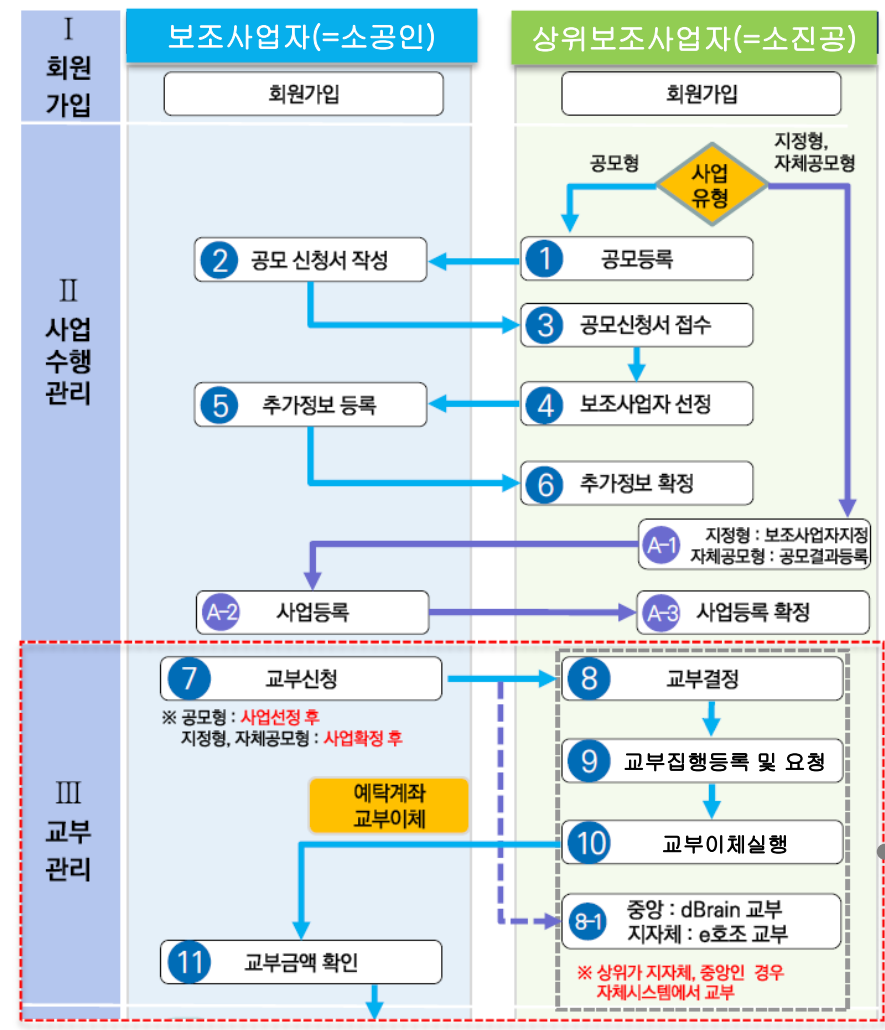 Ⅰ
회원
가입
보조사업자(=소공인)
상위보조사업자(=소진공)
회원가입
회원가입
Ⅱ
사업
수행
관리
공모형
사업
유형
지정형,
자체공모형
1 공모등록
2 공모 신청서 작성
3 공모신청서 접수
4 보조사업자 선정
5 추가정보 등록
6 추가정보 확정
A-1 지정형 : 보조사업자지정
자체공모형 : 공모결과등록
A-2 사업등록
A-3 사업등록 확정
Ⅲ
교부
관리
7 교부신청
※ 공모형 : 사업선정 후
지정형, 자체공모형 : 사업확정 후
8 교부결정
9 교부집행등록 및 요청
예탁계좌
교부이체
10 교부이체실행
8-1 중앙 : dBrain 교부
지자체 : e호조 교부
※ 상위가 지자체, 중앙인 경우
자체시스템에서 교부
11 교부금액 확인